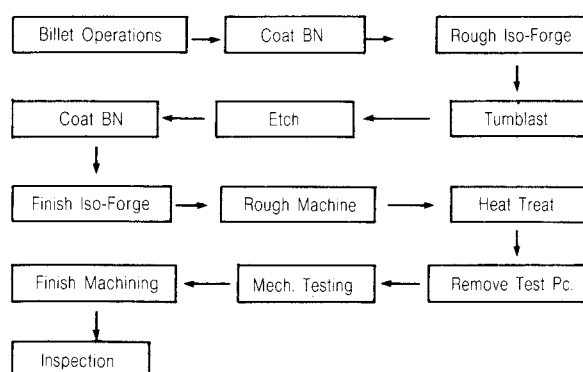 Billet Operations
Coat BN
Rough Iso-Forge
Tumblast
Etch
Coat BN
Finish Iso-Forge
Rough Machine
Heat Treat
Remove Test Pc.
Mech. Testing
Finish Machining
Inspection